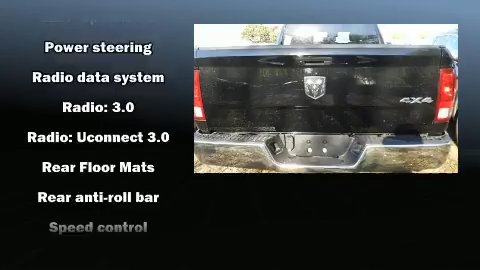 Power steering
Radio data system
Radio: 3.0
Radio: Uconnect 3.0
Rear Floor Mats
Rear anti-roll bar
Speed control
4X4